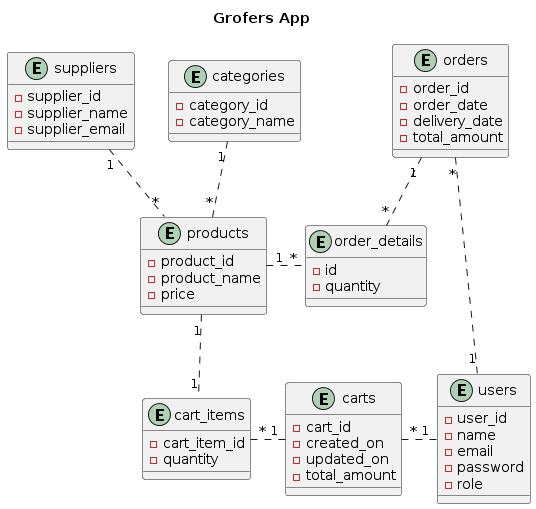 Grofers App
E suppliers
supplier_id
supplier_name
supplier_email
E categories
category_id
category_name
E orders
order_id
order_date
delivery_date
total_amount
1
*
1
*
1
*
*
1
E products
product_id
product_name
price
1 *
E order_details
id
quantity
1
1
E cart_items
cart_item_id
quantity
* 1
E carts
cart_id
created_on
updated_on
total_amount
* 1
E users
user_id
name
email
password
role